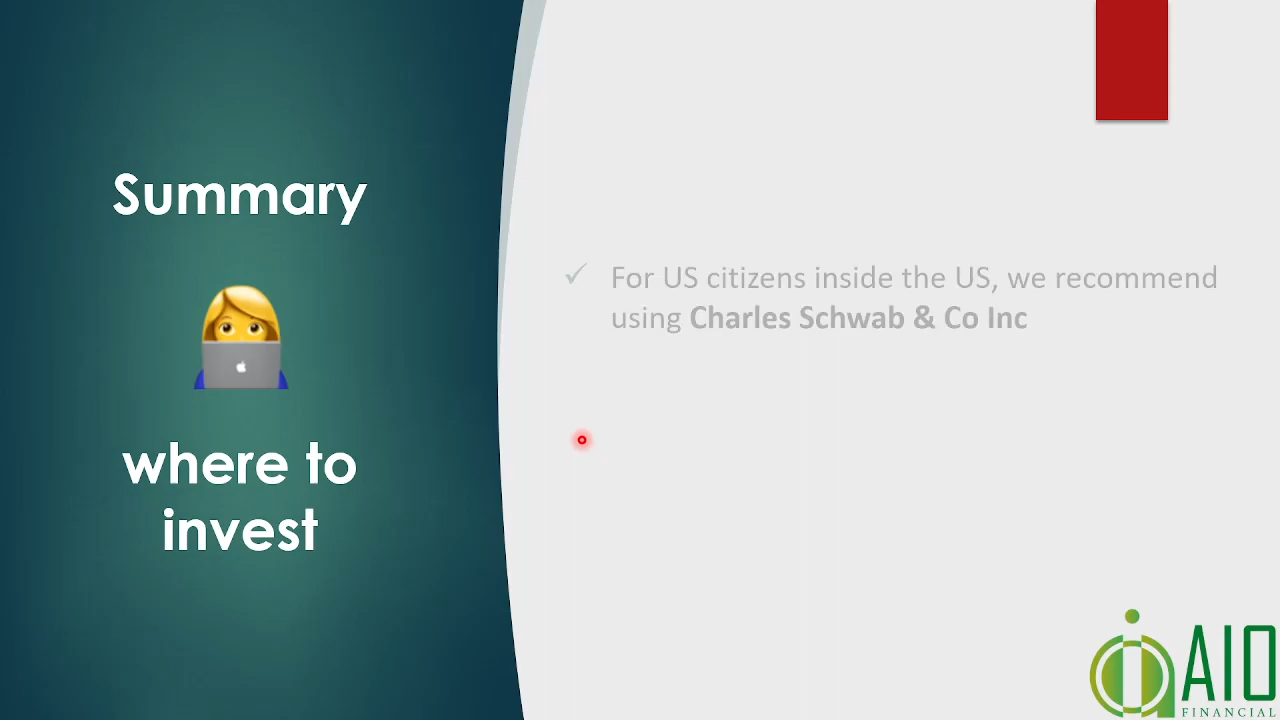 Summary
where to
invest
For US citizens inside the US, we recommend
using Charles Schwab & Co Inc
AIO
FINANCIAL